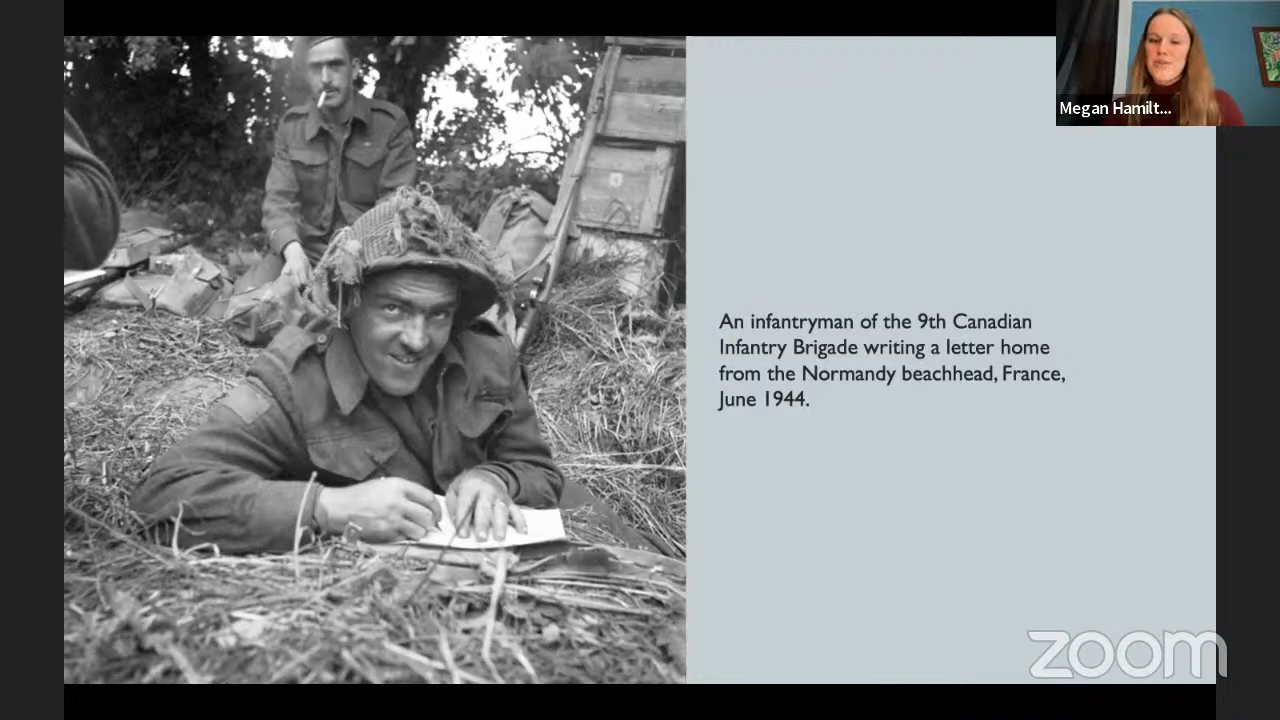 Megan Hamilt...
An infantryman of the 9th Canadian
Infantry Brigade writing a letter home
from the Normandy beachhead, France,
June 1944.
zoom